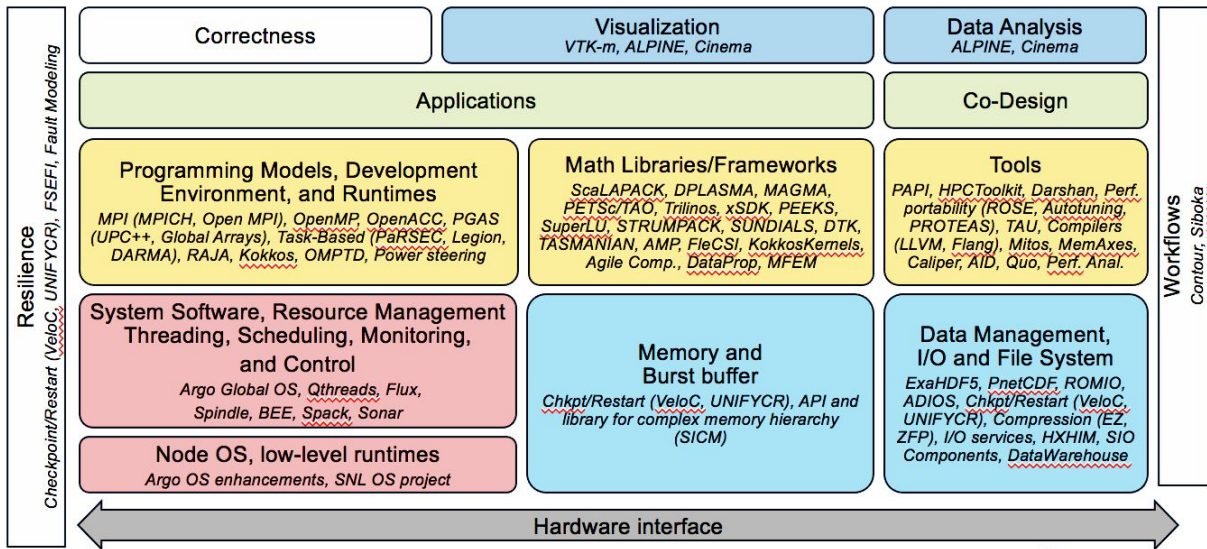 Resilience
Checkpoint/Restart (VeloC, UNIFYCR), FSEFI, Fault Modeling
Correctness
Visualization
VTK-m, ALPINE, Cinema
Data Analysis
ALPINE, Cinema
Applications
Co-Design
Programming Models, Development
Environment, and Runtimes
MPI (MPICH, Open MPI), OpenMP, OpenACC, PGAS
(UPC++, Global Arrays), Task-Based (PaRSEC, Legion,
DARMA), RAJA, Kokkos, OMPTD, Power steering
Math Libraries/Frameworks
ScaLAPACK, DPLASMA, MAGMA,
PETSc/TAO, Trilinos, xSDK, PEEKS,
SuperLU, STRUMPACK, SUNDIALS, DTK,
TASMANIAN, AMP, FleCSI, KokkosKernels,
Agile Comp., DataProp, MFEM
Tools
PAPI, HPCToolkit, Darshan, Perf.
portability (ROSE, Autotuning,
PROTEAS), TAU, Compilers
(LLVM, Flang), Mitos, MemAxes,
Caliper, AID, Quo, Perf. Anal.
System Software, Resource Management
Threading, Scheduling, Monitoring,
and Control
Argo Global OS, Qthreads, Flux,
Spindle, BEE, Spack, Sonar
Node OS, low-level runtimes
Argo OS enhancements, SNL OS project
Memory and
Burst buffer
Chkpt/Restart (VeloC, UNIFYCR), API and
library for complex memory hierarchy
(SICM)
Data Management,
I/O and File System
ExaHDF5, PnetCDF, ROMIO,
ADIOS, Chkpt/Restart (VeloC,
UNIFYCR), Compression (EZ,
ZFP), I/O services, HXHIM, SIO
Components, DataWarehouse
Workflows
Contour, Siboka
Hardware interface